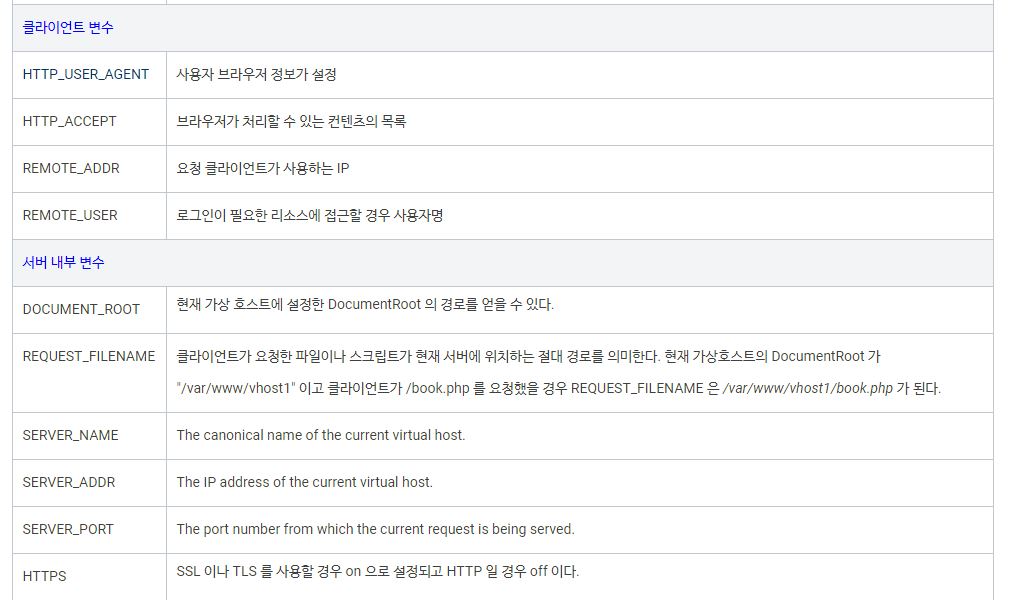 클라이언트 변수
HTTP_USER_AGENT 사용자 브라우저 정보가 설정
HTTP_ACCEPT 브라우저가 처리할 수 있는 컨텐츠의 목록
REMOTE_ADDR 요청 클라이언트가 사용하는 IP
REMOTE_USER 로그인이 필요한 리소스에 접근할 경우 사용자명
서버 내부 변수
DOCUMENT_ROOT 현재 가상 호스트에 설정한 DocumentRoot 의 경로를 얻을 수 있다.
REQUEST_FILENAME 클라이언트가 요청한 파일이나 스크립트가 현재 서버에 위치하는 절대 경로를 의미한다. 현재 가상호스트의 DocumentRoot 가
"/var/www/vhost1" 이고 클라이언트가 /book.php 를 요청했을 경우 REQUEST_FILENAME 은 /var/www/vhost1/book.php 가 된다.
SERVER_NAME The canonical name of the current virtual host.
SERVER_ADDR The IP address of the current virtual host.
SERVER_PORT The port number from which the current request is being served.
HTTPS SSL 이나 TLS 를 사용할 경우 on 으로 설정되고 HTTP 일 경우 off 이다.